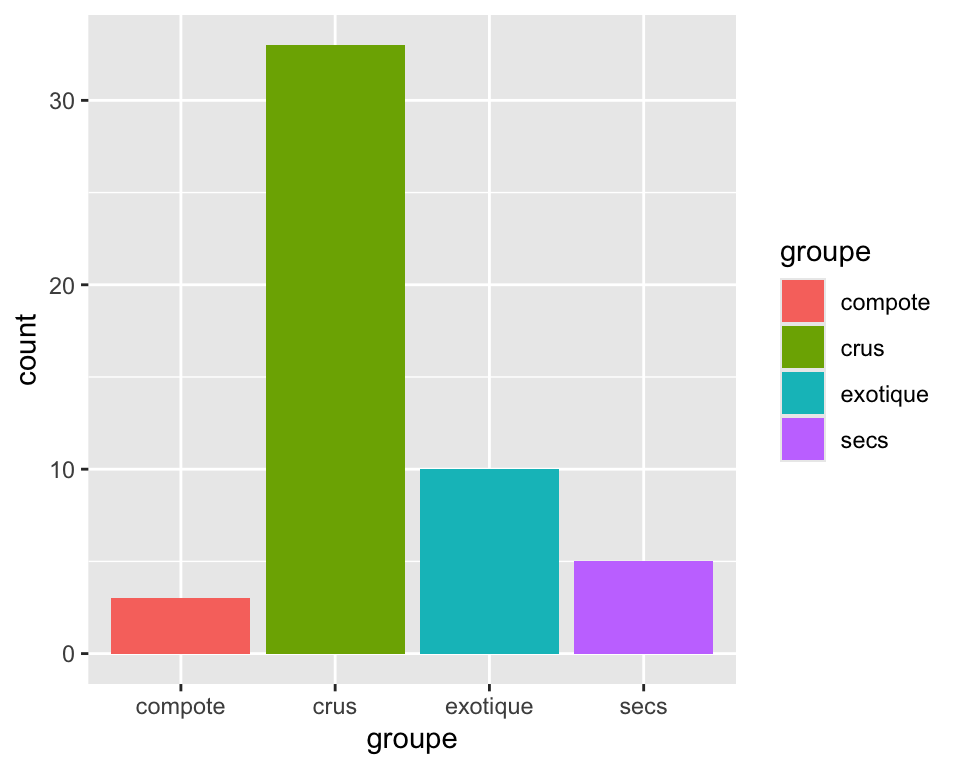 count
30
20
10
0
compote
crus
exotique
secs
groupe
groupe
compote
crus
exotique
secs